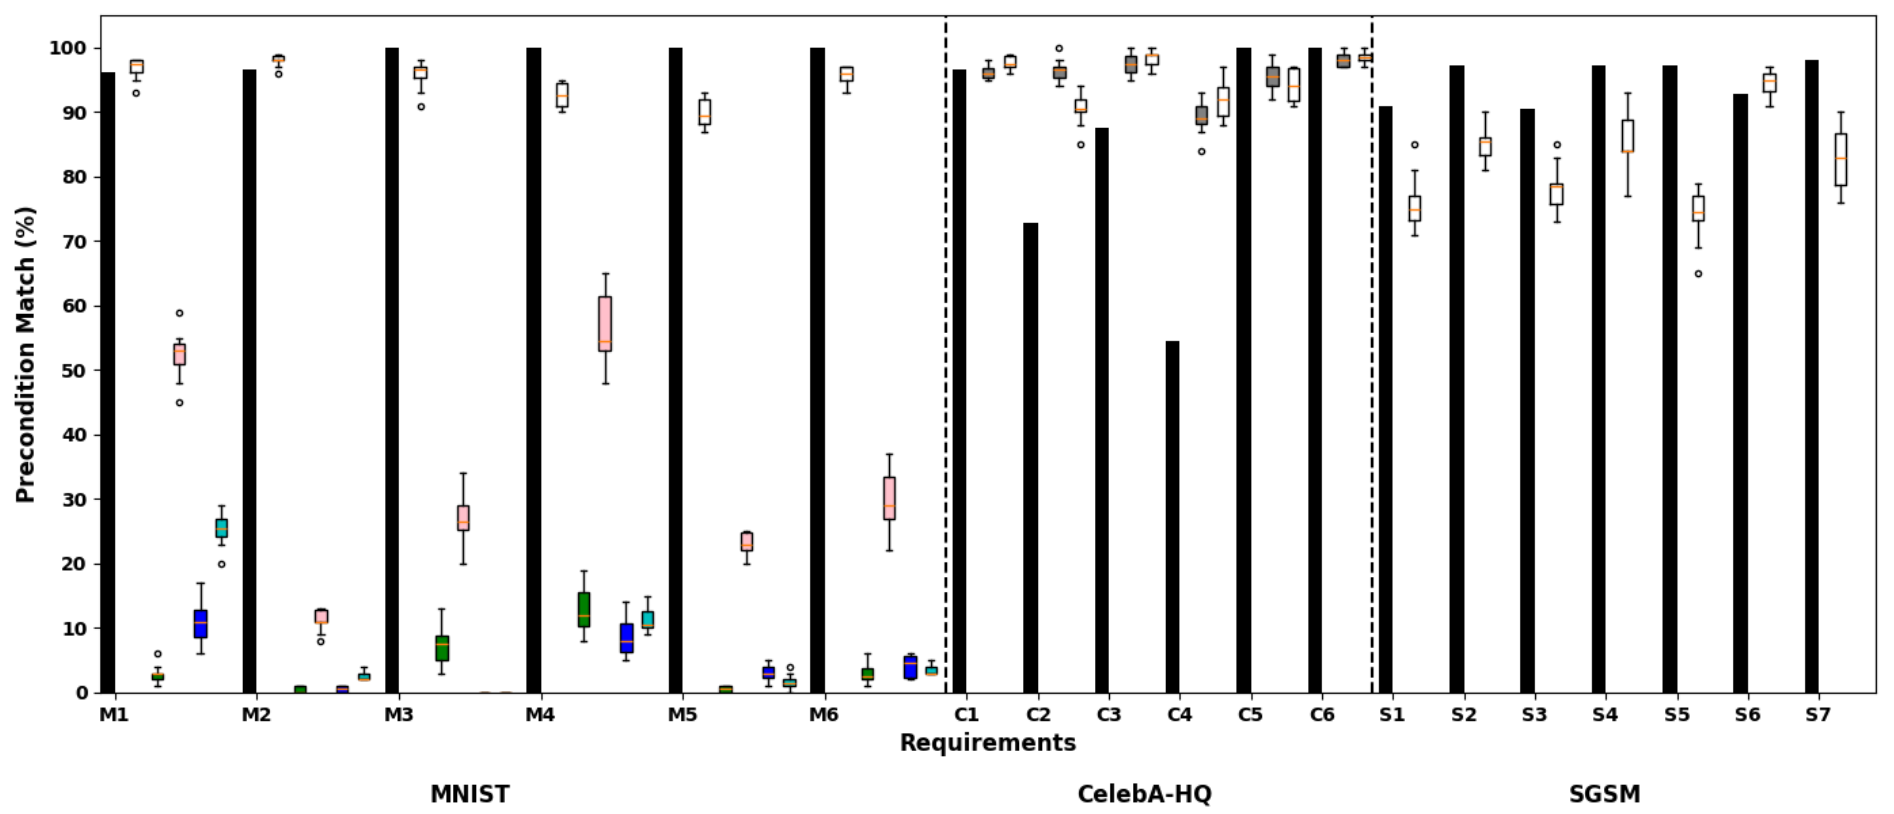 100
90
80
70
60
50
40
30
20
10
0
Precondition Match (%)
M1 M2 M3 M4 M5 M6 C1 C2 C3 C4 C5 C6 S1 S2 S3 S4 S5 S6 S7
Requirements
MNIST CelebA-HQ SGSM